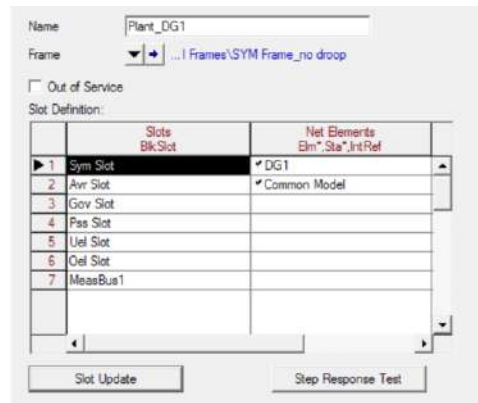 Name Plant_DG1
Frame ...l Frames\SYM Frame_no droop
Out of Service
Slot Definition:
Slots Net Elements
BlkSlot Elm*,Sta*,IntRef
1 Sym Slot DG1
2 Avr Slot Common Model
3 Gov Slot
4 Pss Slot
5 Uel Slot
6 Oel Slot
7 MeasBus1
Slot Update Step Response Test